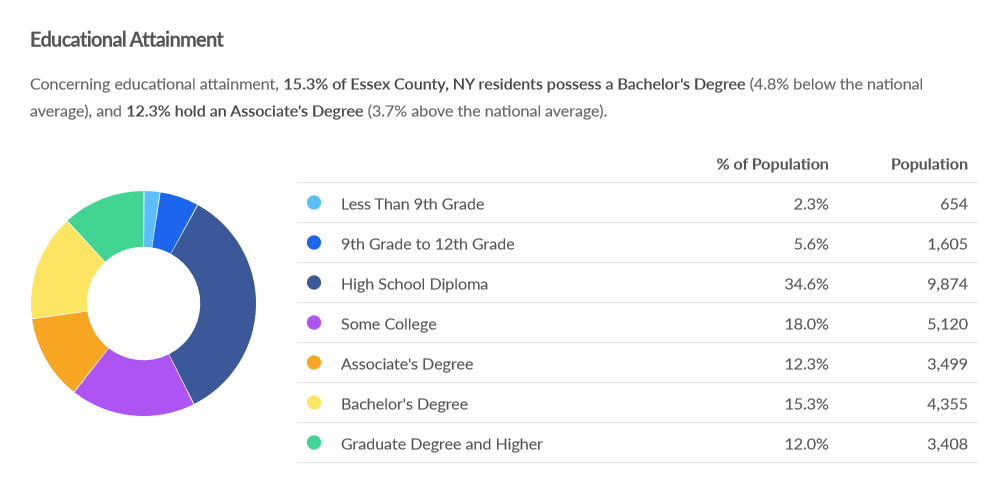 Educational Attainment
Concerning educational attainment, 15.3% of Essex County, NY residents possess a Bachelor's Degree (4.8% below the national
average), and 12.3% hold an Associate's Degree (3.7% above the national average).
% of Population Population
Less Than 9th Grade 2.3% 654
9th Grade to 12th Grade 5.6% 1,605
High School Diploma 34.6% 9,874
Some College 18.0% 5,120
Associate's Degree 12.3% 3,499
Bachelor's Degree 15.3% 4,355
Graduate Degree and Higher 12.0% 3,408